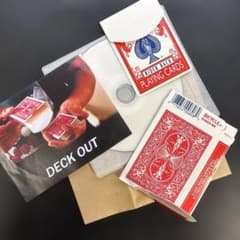 RIDER BACK
PLAYING CARDS
DECK OUT
BICYCLE